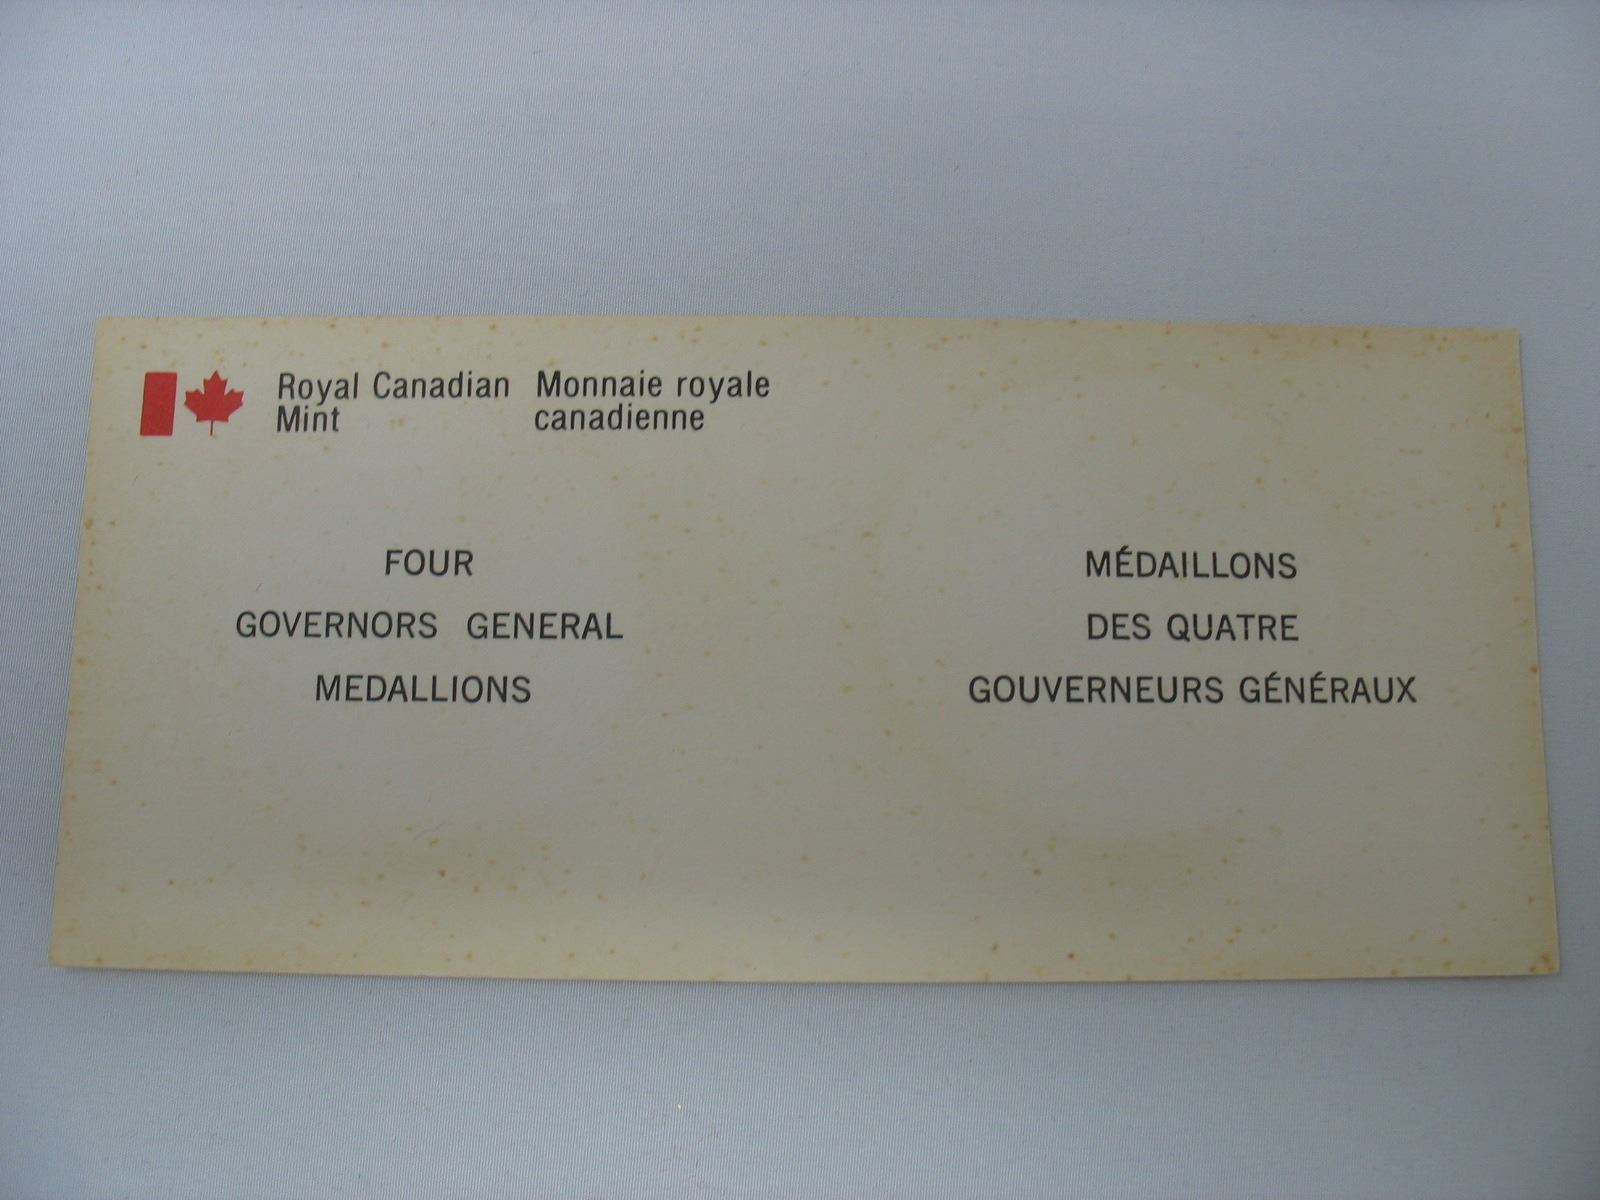 Royal Canadian
Mint
Monnaie royale
canadienne
FOUR
GOVERNORS GENERAL
MEDALLIONS
MÉDAILLONS
DES QUATRE
GOUVERNEURS GÉNÉRAUX